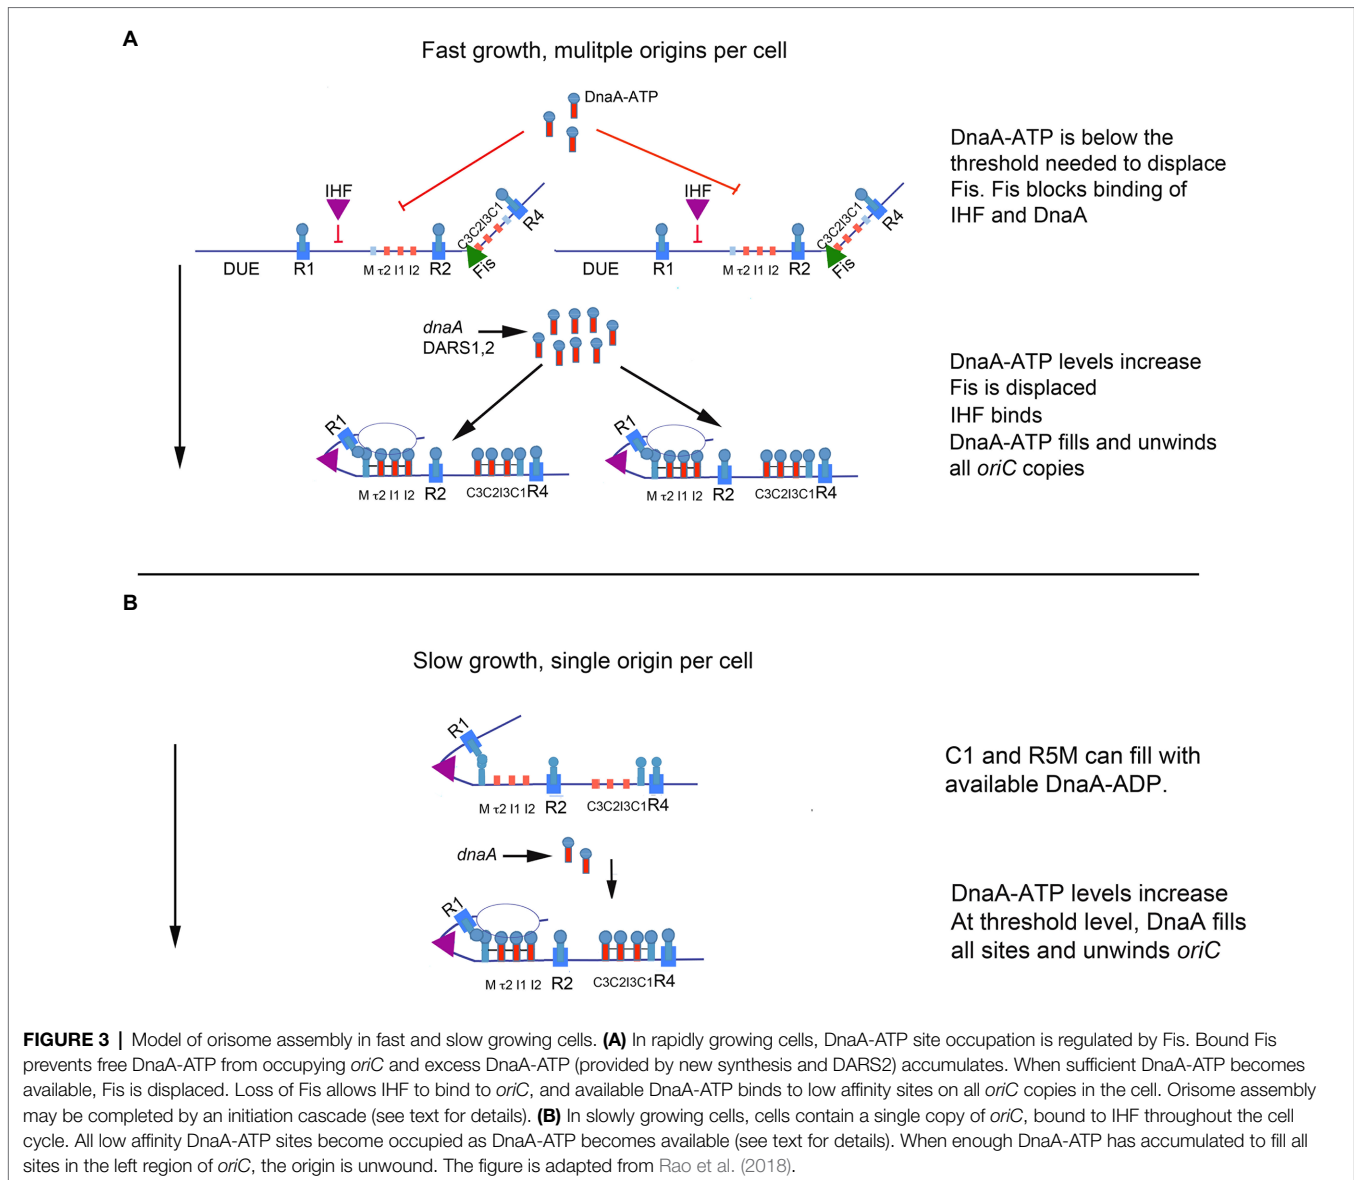 A
Fast growth, mulitple origins per cell
DnaA-ATP
DnaA-ATP is below the
threshold needed to displace
Fis. Fis blocks binding of
IHF and DnaA
IHF
IHF
C3C2I3C1
R4
C3C2I3C1
R4
DUE
R1
M τ2 I1 I2
R2
Fis
DUE
R1
M τ2 I1 I2
R2
Fis
dnaA
DARS1,2
DnaA-ATP levels increase
Fis is displaced
IHF binds
DnaA-ATP fills and unwinds
all oriC copies
R1
R1
M τ2 I1 I2
R2
C3C2I3C1
R4
M τ2 I1 I2
R2
C3C2I3C1
R4
B
Slow growth, single origin per cell
R1
C1 and R5M can fill with
available DnaA-ADP.
M τ2 I1 I2
R2
C3C2I3C1
R4
dnaA
DnaA-ATP levels increase
At threshold level, DnaA fills
all sites and unwinds oriC
R1
M τ2 I1 I2
R2
C3C2I3C1
R4
FIGURE 3 | Model of orisome assembly in fast and slow growing cells. (A) In rapidly growing cells, DnaA-ATP site occupation is regulated by Fis. Bound Fis
prevents free DnaA-ATP from occupying oriC and excess DnaA-ATP (provided by new synthesis and DARS2) accumulates. When sufficient DnaA-ATP becomes
available, Fis is displaced. Loss of Fis allows IHF to bind to oriC, and available DnaA-ATP binds to low affinity sites on all oriC copies in the cell. Orisome assembly
may be completed by an initiation cascade (see text for details). (B) In slowly growing cells, cells contain a single copy of oriC, bound to IHF throughout the cell
cycle. All low affinity DnaA-ATP sites become occupied as DnaA-ATP becomes available (see text for details). When enough DnaA-ATP has accumulated to fill all
sites in the left region of oriC, the origin is unwound. The figure is adapted from Rao et al. (2018).